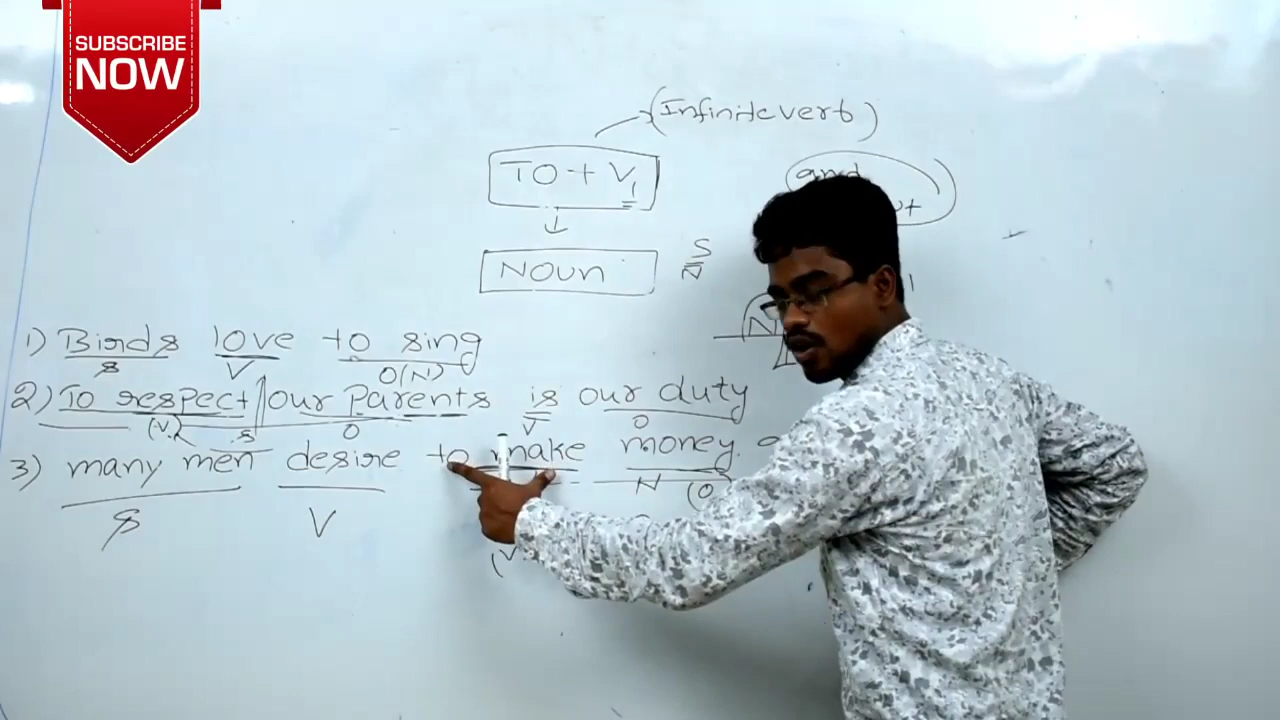 SUBSCRIBE
NOW
(Infinite verb)
TO + V1
and
Noun
S
N
N
1) Birds love to sing
S V O(N)
2) To respect our Parents is our duty
(V) S O V O
3) many men desire to make money
N (O
S V
(V